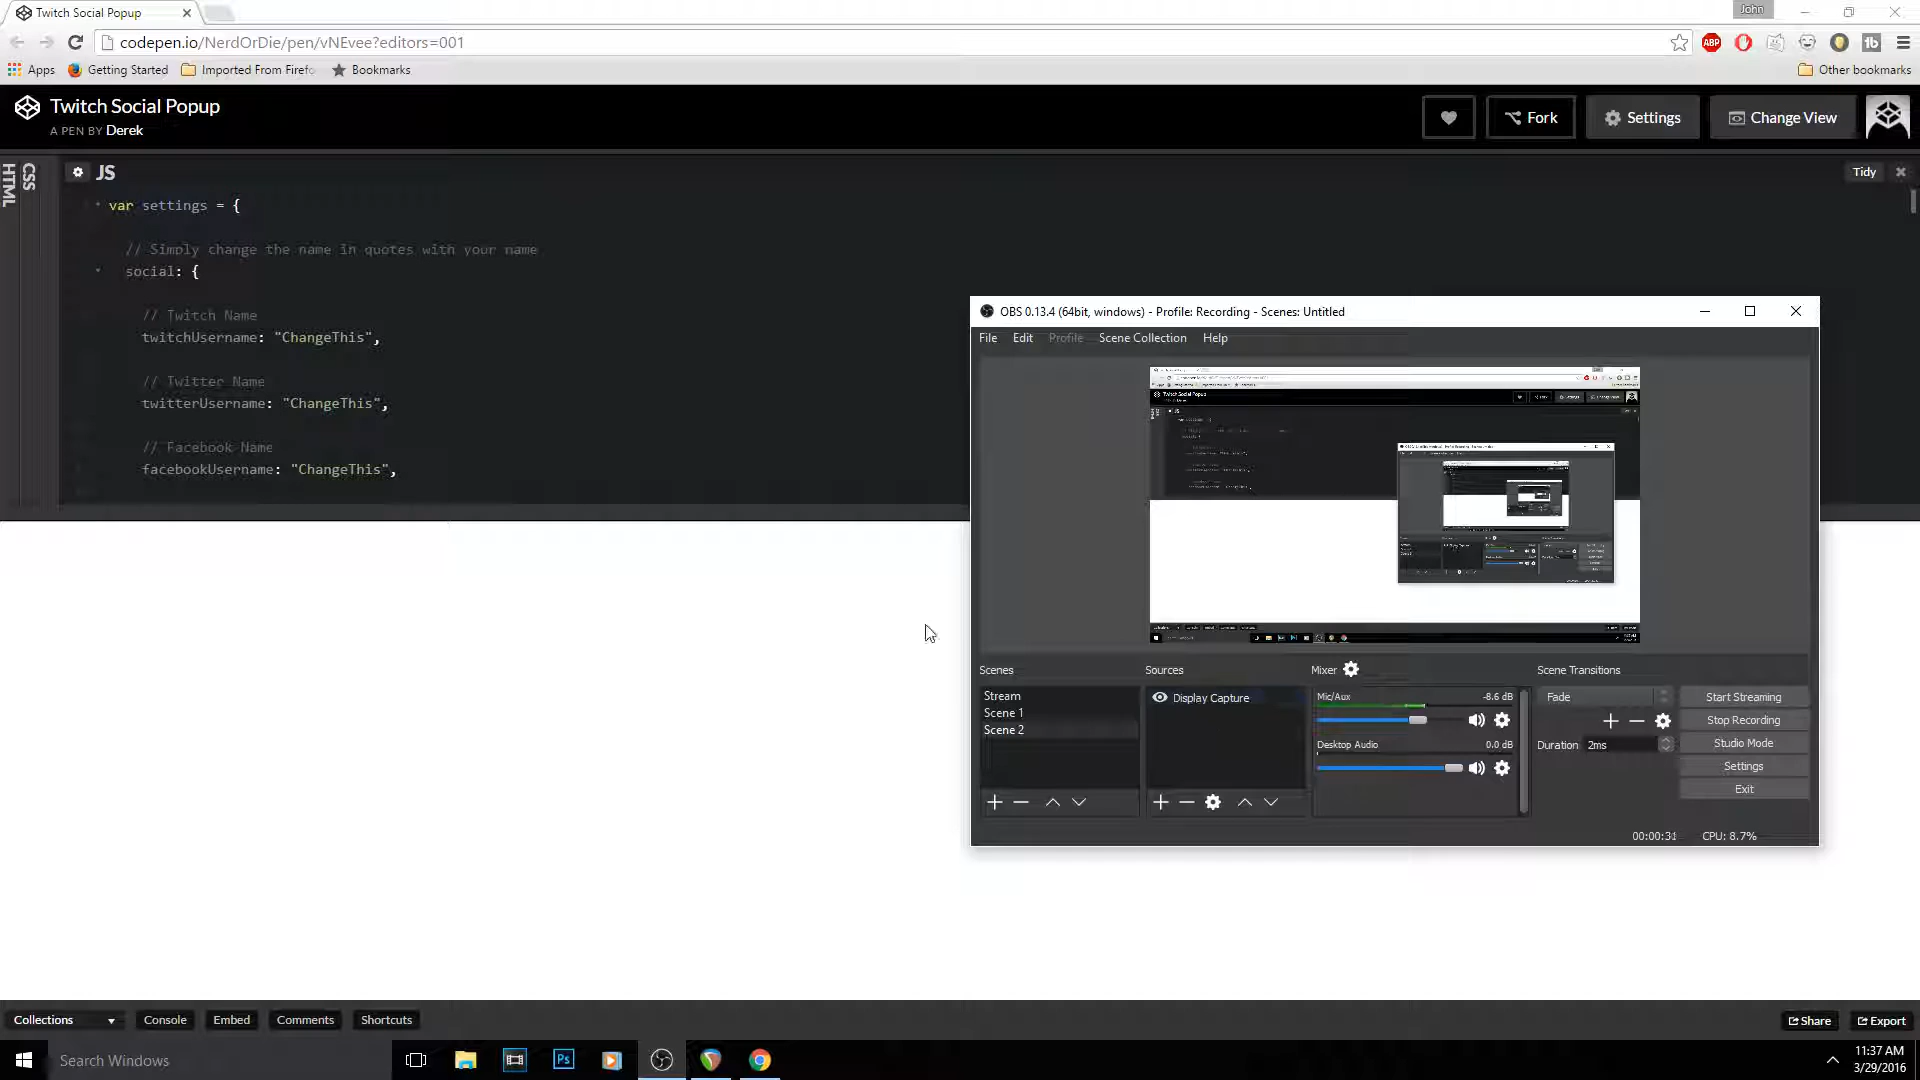 Twitch Social Popup
John
codepen.io/NerdOrDie/pen/vNEvee?editors=001
ABP
Apps
Getting Started
Imported From Firefo
Bookmarks
Other bookmarks
Twitch Social Popup
A PEN BY Derek
Fork
Settings
Change View
HTML
CSS
JS
Tidy
var settings = {
// Simply change the name in quotes with your name
social: {
// Twitch Name
twitchUsername: "ChangeThis",
// Twitter Name
twitterUsername: "ChangeThis",
// Facebook Name
facebookUsername: "ChangeThis",
OBS 0.13.4 (64bit, windows) - Profile: Recording - Scenes: Untitled
File Edit Profile Scene Collection Help
Scenes
Stream
Scene 1
Scene 2
Sources
Display Capture
Mixer
Mic/Aux -8.6 dB
Desktop Audio 0.0 dB
Scene Transitions
Fade
Duration 2ms
Start Streaming
Stop Recording
Studio Mode
Settings
Exit
00:00:31 CPU: 8.7%
Collections
Console
Embed
Comments
Shortcuts
Share
Export
Search Windows
Ps
11:37 AM
3/29/2016